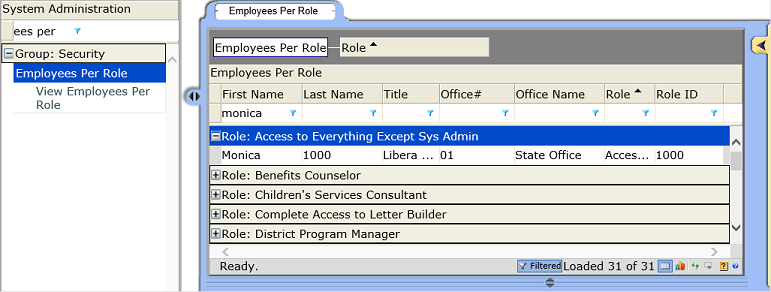 System Administration
ees per
Group: Security
Employees Per Role
View Employees Per
Role
Employees Per Role
Employees Per Role Role
Employees Per Role
First Name Last Name Title Office# Office Name Role Role ID
monica
Role: Access to Everything Except Sys Admin
Monica 1000 Libera ... 01 State Office Acces... 1000
Role: Benefits Counselor
Role: Children's Services Consultant
Role: Complete Access to Letter Builder
Role: District Program Manager
Ready. Filtered Loaded 31 of 31